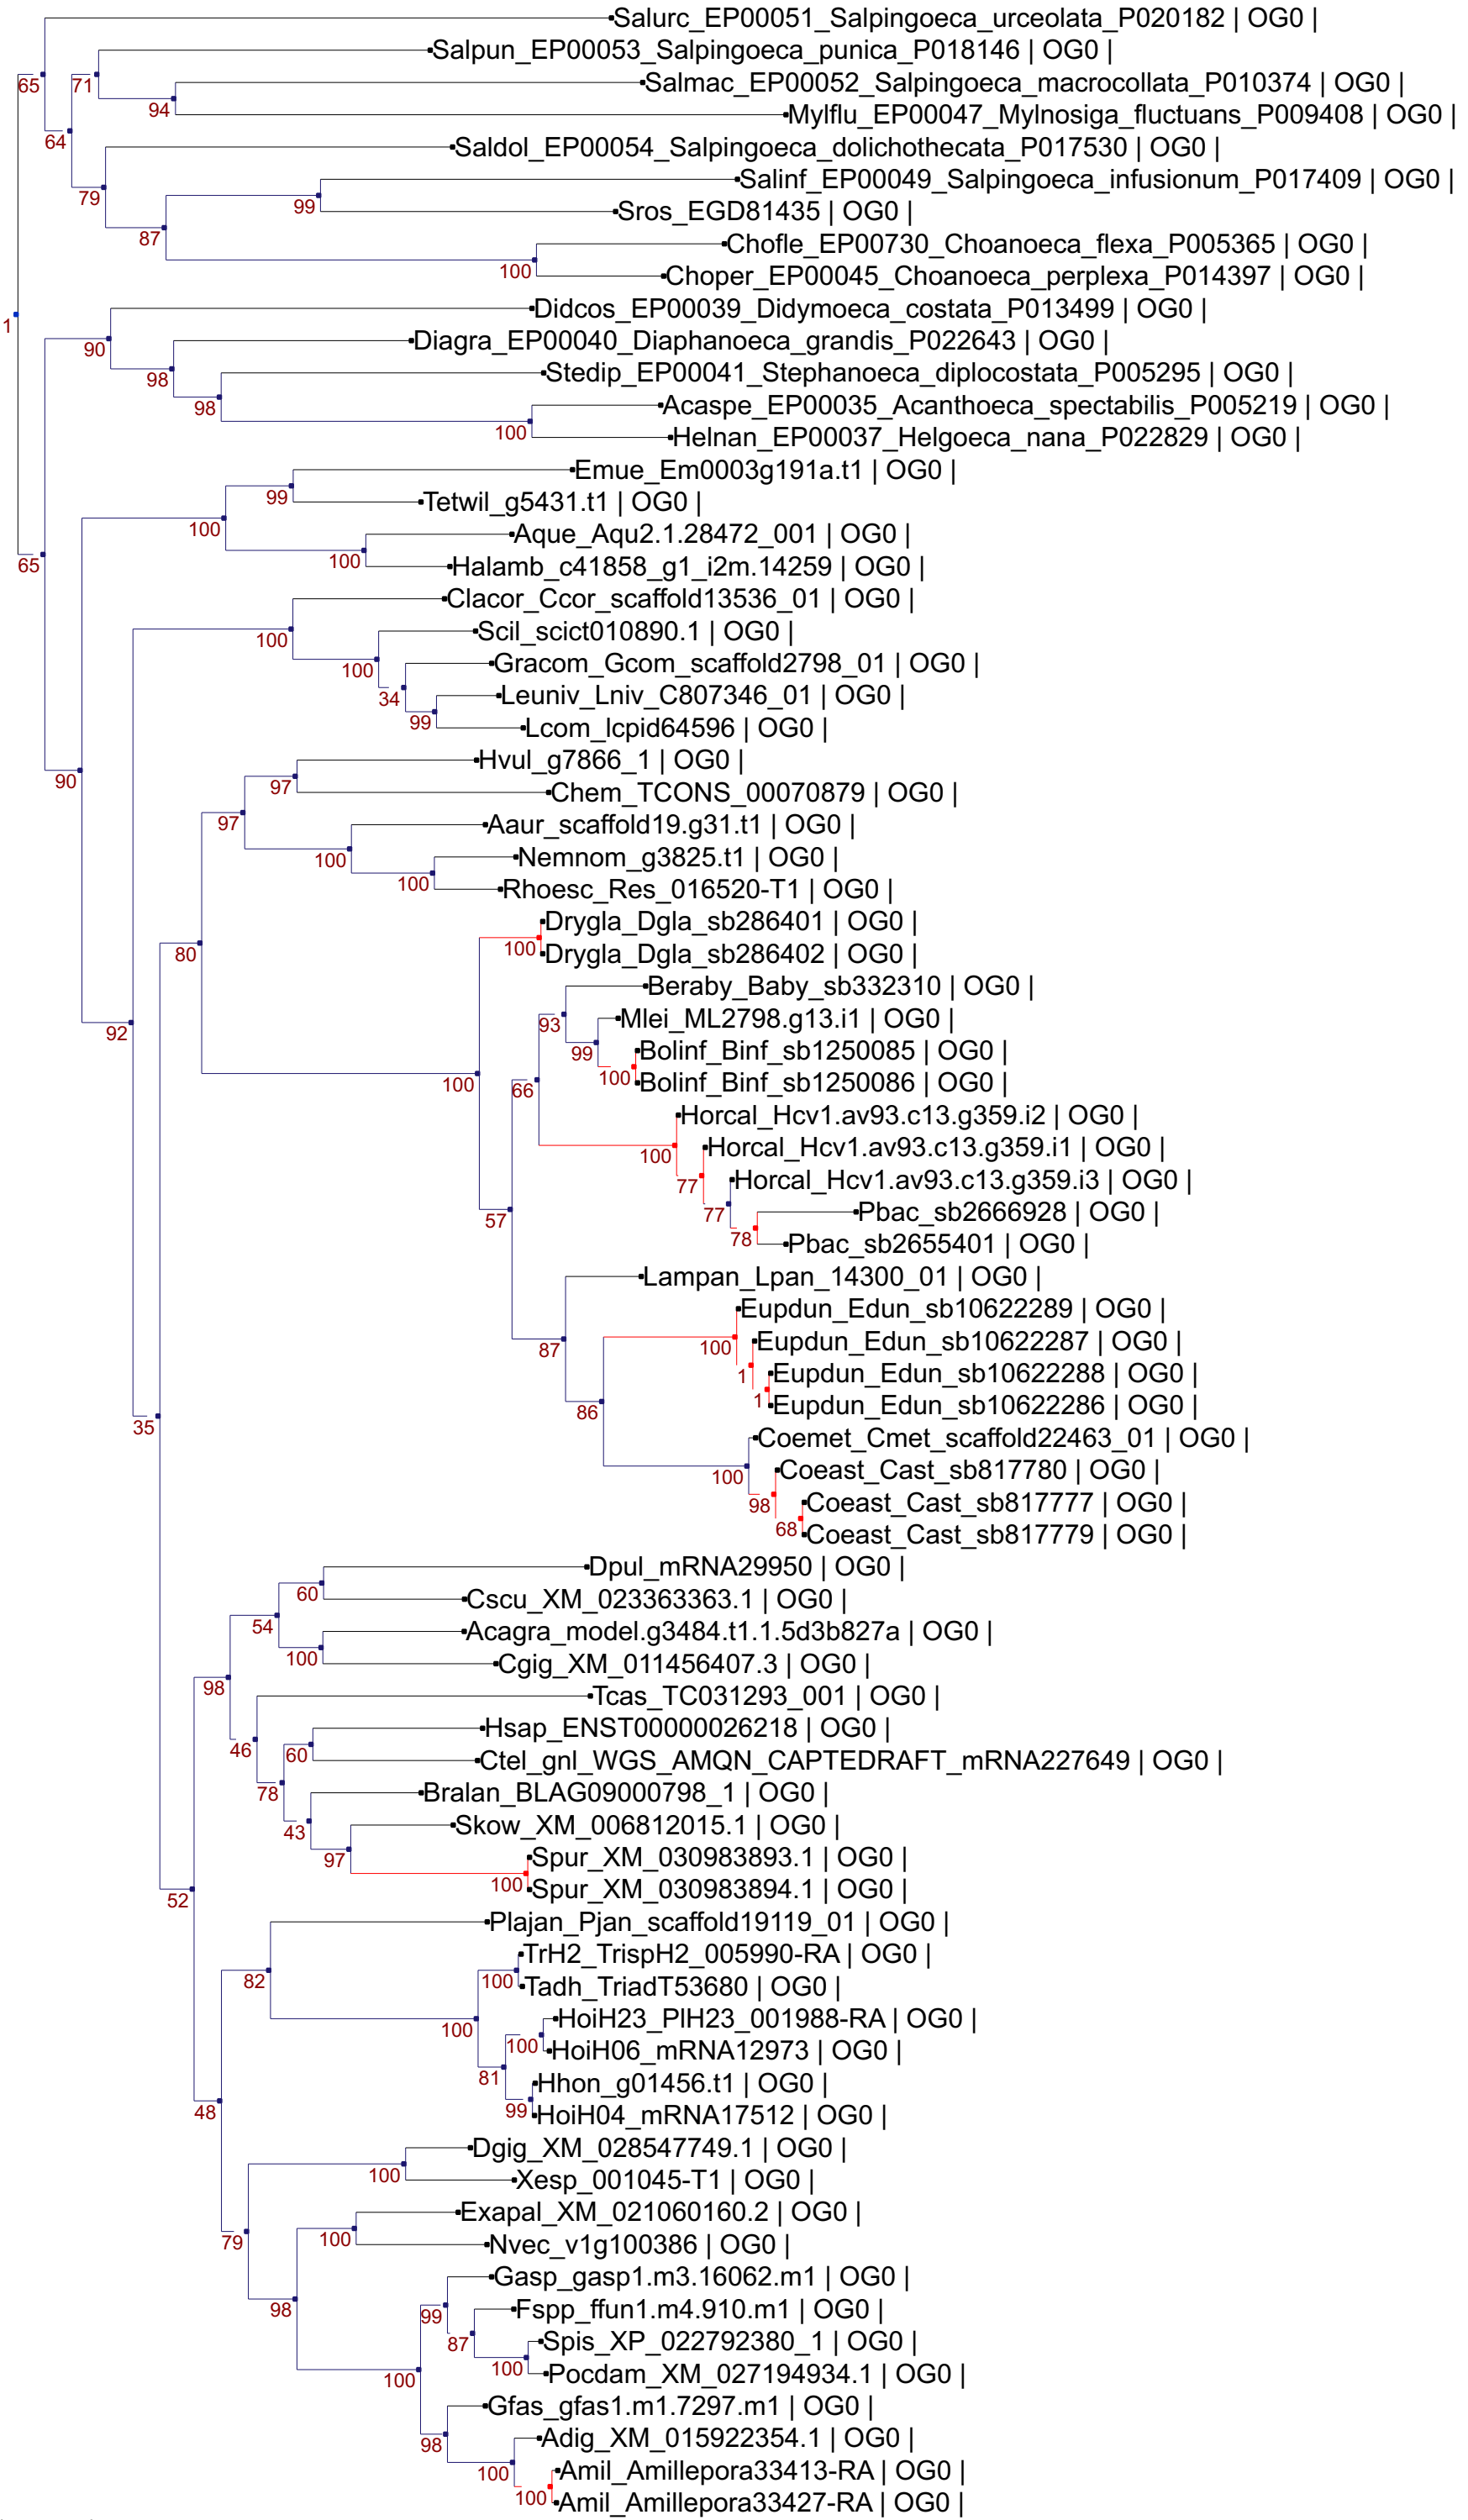 Salurc_EP00051_Salpingoeca_urceolata_P020182 | OG0 |
Salpun_EP00053_Salpingoeca_punica_P018146 | OG0 |
65
71
Salmac_EP00052_Salpingoeca_macrocollata_P010374 | OG0 |
94
Mylflu_EP00047_Mylnosiga_fluctuans_P009408 | OG0 |
64
Saldol_EP00054_Salpingoeca_dolichothecata_P017530 | OG0 |
Salinf_EP00049_Salpingoeca_infusionum_P017409 | OG0 |
79
99
Sros_EGD81435 | OG0 |
87
Chofle_EP00730_Choanoeca_flexa_P005365 | OG0 |
100
Choper_EP00045_Choanoeca_perplexa_P014397 | OG0 |
Didcos_EP00039_Didymoeca_costata_P013499 | OG0 |
1
90
Diagra_EP00040_Diaphanoeca_grandis_P022643 | OG0 |
98
Stedip_EP00041_Stephanoeca_diplocostata_P005295 | OG0 |
98
Acaspe_EP00035_Acanthoeca_spectabilis_P005219 | OG0 |
100
Helnan_EP00037_Helgoeca_nana_P022829 | OG0 |
Emue_Em0003g191a.t1 | OG0 |
99
Tetwil_g5431.t1 | OG0 |
100
Aque_Aqu2.1.28472_001 | OG0 |
65
100
Halamb_c41858_g1_i2m.14259 | OG0 |
Clacor_Ccor_scaffold13536_01 | OG0 |
100
Scil_scict010890.1 | OG0 |
100
Gracom_Gcom_scaffold2798_01 | OG0 |
34
Leuniv_Lniv_C807346_01 | OG0 |
99
Lcom_lcpid64596 | OG0 |
Hvul_g7866_1 | OG0 |
90
97
Chem_TCONS_00070879 | OG0 |
97
Aaur_scaffold19.g31.t1 | OG0 |
100
Nemnom_g3825.t1 | OG0 |
100
Rhoesc_Res_016520-T1 | OG0 |
Drygla_Dgla_sb286401 | OG0 |
80
100
Drygla_Dgla_sb286402 | OG0 |
Beraby_Baby_sb332310 | OG0 |
92
93
Mlei_ML2798.g13.i1 | OG0 |
99
Bolinf_Binf_sb1250085 | OG0 |
100
100
Bolinf_Binf_sb1250086 | OG0 |
66
Horcal_Hcv1.av93.c13.g359.i2 | OG0 |
100
Horcal_Hcv1.av93.c13.g359.i1 | OG0 |
77
Horcal_Hcv1.av93.c13.g359.i3 | OG0 |
57
77
Pbac_sb2666928 | OG0 |
78
Pbac_sb2655401 | OG0 |
Lampan_Lpan_14300_01 | OG0 |
Eupdun_Edun_sb10622289 | OG0 |
87
100
Eupdun_Edun_sb10622287 | OG0 |
1
Eupdun_Edun_sb10622288 | OG0 |
1
Eupdun_Edun_sb10622286 | OG0 |
35
86
Coemet_Cmet_scaffold22463_01 | OG0 |
100
Coeast_Cast_sb817780 | OG0 |
98
Coeast_Cast_sb817777 | OG0 |
68
Coeast_Cast_sb817779 | OG0 |
Dpul_mRNA29950 | OG0 |
60
Cscu_XM_023363363.1 | OG0 |
54
Acagra_model.g3484.t1.1.5d3b827a | OG0 |
100
Cgig_XM_011456407.3 | OG0 |
98
Tcas_TC031293_001 | OG0 |
Hsap_ENST00000026218 | OG0 |
46
60
Ctel_gnl_WGS_AMQN_CAPTEDRAFT_mRNA227649 | OG0 |
78
Bralan_BLAG09000798_1 | OG0 |
43
Skow_XM_006812015.1 | OG0 |
97
Spur_XM_030983893.1 | OG0 |
100
Spur_XM_030983894.1 | OG0 |
52
Plajan_Pjan_scaffold19119_01 | OG0 |
TrH2_TrispH2_005990-RA | OG0 |
82
100
Tadh_TriadT53680 | OG0 |
HoiH23_PlH23_001988-RA | OG0 |
100
100
HoiH06_mRNA12973 | OG0 |
81
Hhon_g01456.t1 | OG0 |
48
99
HoiH04_mRNA17512 | OG0 |
Dgig_XM_028547749.1 | OG0 |
100
Xesp_001045-T1 | OG0 |
Exapal_XM_021060160.2 | OG0 |
79
100
Nvec_v1g100386 | OG0 |
Gasp_gasp1.m3.16062.m1 | OG0 |
98
99
Fspp_ffun1.m4.910.m1 | OG0 |
87
Spis_XP_022792380_1 | OG0 |
100
100
Pocdam_XM_027194934.1 | OG0 |
Gfas_gfas1.m1.7297.m1 | OG0 |
98
Adig_XM_015922354.1 | OG0 |
100
Amil_Amillepora33413-RA | OG0 |
100
Amil_Amillepora33427-RA | OG0 |